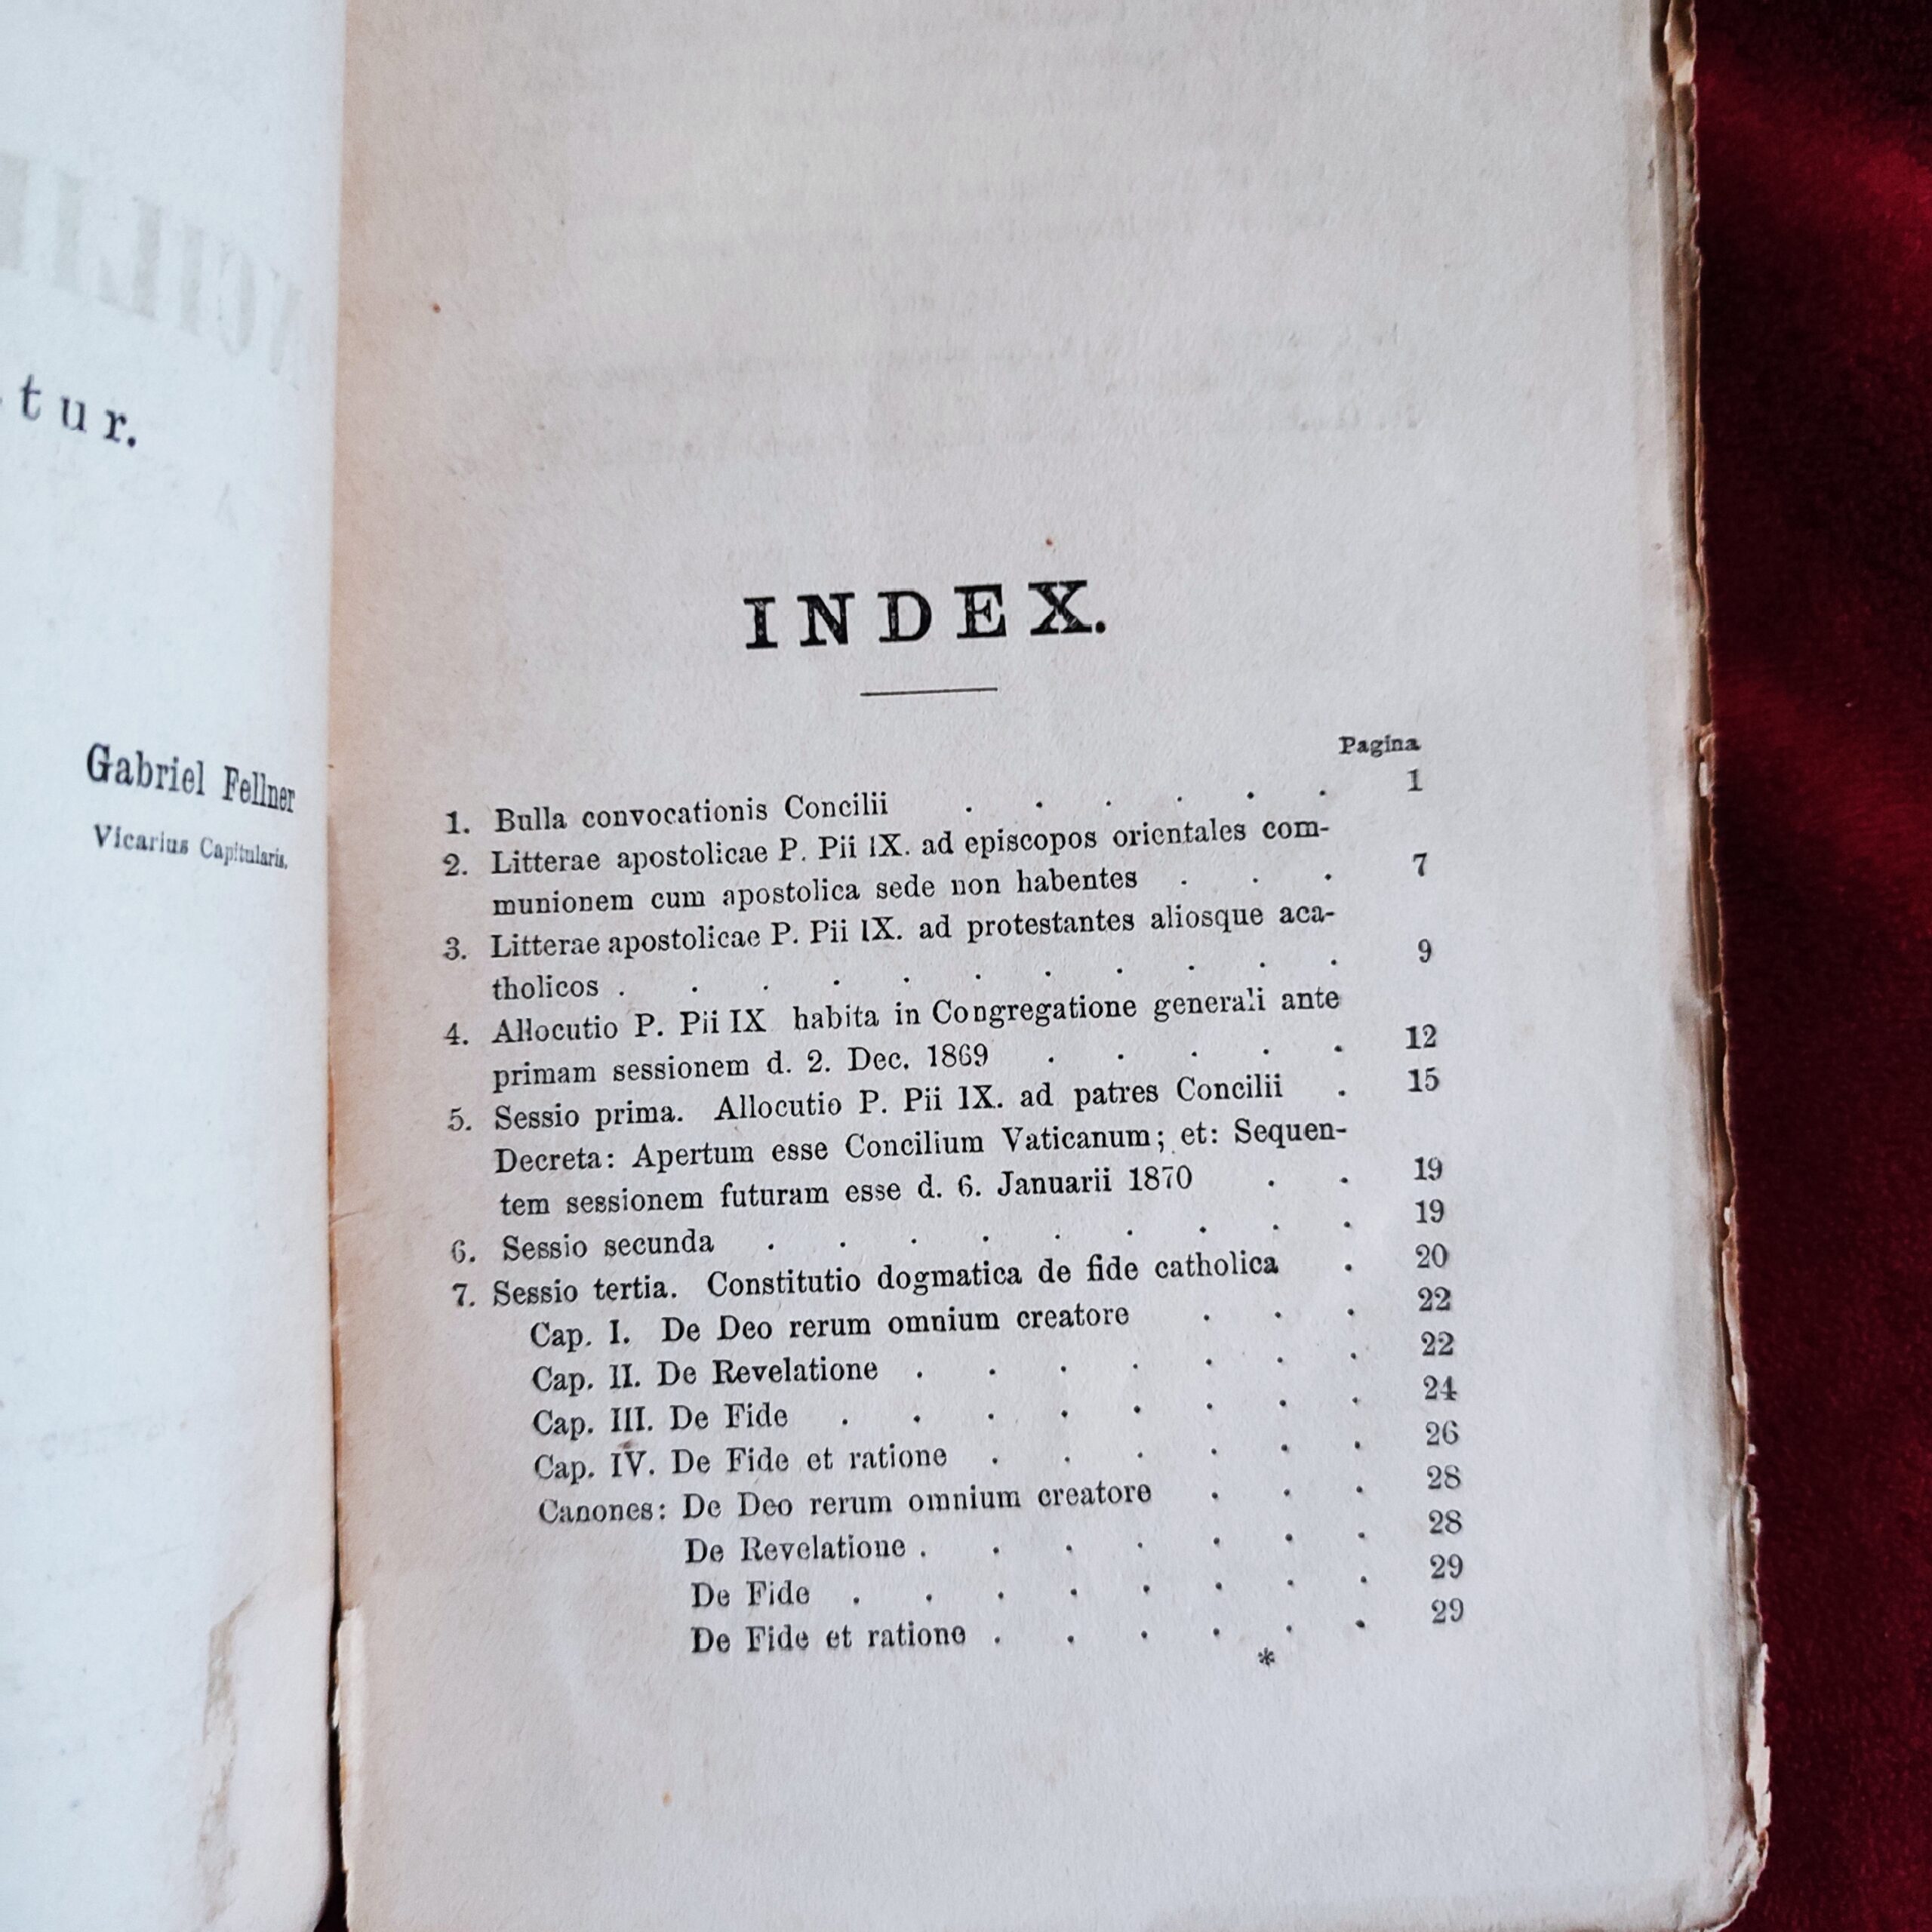 tur.
Gabriel Fellner
Vicarius Capitularis.
INDEX.
Pagina
1. Bulla convocationis Concilii . . . . . . 1
2. Litterae apostolicae P. Pii IX. ad episcopos orientales com-
munionem cum apostolica sede non habentes . . . 7
3. Litterae apostolicae P. Pii IX. ad protestantes aliosque aca-
tholicos . . . . . . . . . . . 9
4. Allocutio P. Pii IX habita in Congregatione generali ante
primam sessionem d. 2. Dec. 1869 . . . . . 12
5. Sessio prima. Allocutio P. Pii IX. ad patres Concilii . 15
Decreta: Apertum esse Concilium Vaticanum; et: Sequen-
tem sessionem futuram esse d. 6. Januarii 1870 . . 19
6. Sessio secunda . . . . . . . . . 19
7. Sessio tertia. Constitutio dogmatica de fide catholica . 20
Cap. I. De Deo rerum omnium creatore . . . 22
Cap. II. De Revelatione . . . . . . . 22
Cap. III. De Fide . . . . . . . . 24
Cap. IV. De Fide et ratione . . . . . . 26
Canones: De Deo rerum omnium creatore . . . 28
De Revelatione . . . . . . . 28
De Fide . . . . . . . . 29
De Fide et ratione . . . . . . 29
*